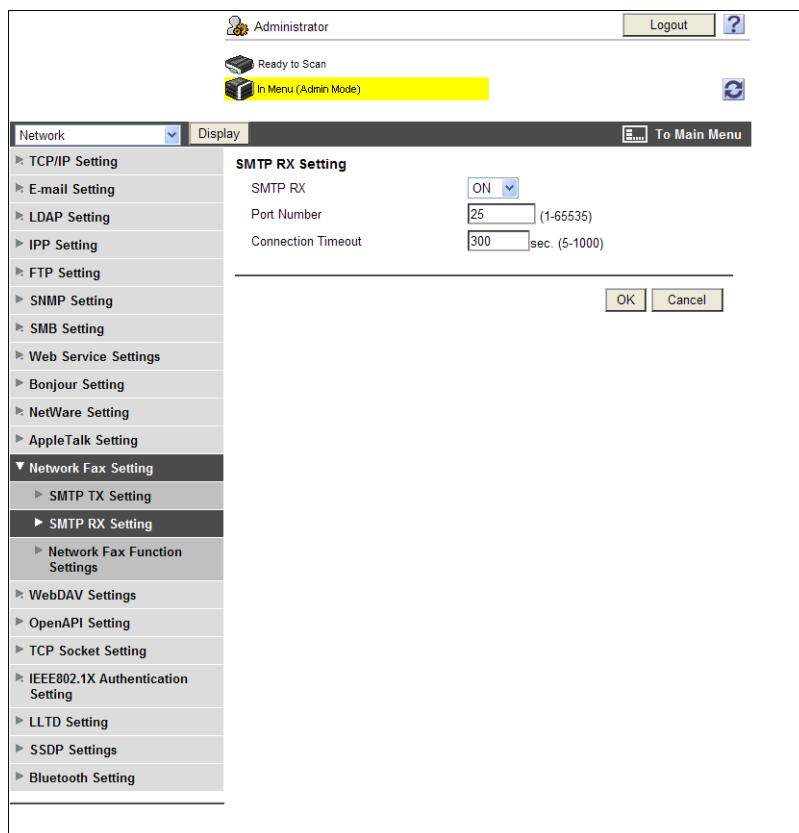 Administrator
Logout
?
Ready to Scan
In Menu (Admin Mode)
Network
Display
To Main Menu
TCP/IP Setting
E-mail Setting
LDAP Setting
IPP Setting
FTP Setting
SNMP Setting
SMB Setting
Web Service Settings
Bonjour Setting
NetWare Setting
AppleTalk Setting
Network Fax Setting
SMTP TX Setting
SMTP RX Setting
Network Fax Function
Settings
WebDAV Settings
OpenAPI Setting
TCP Socket Setting
IEEE802.1X Authentication
Setting
LLTD Setting
SSDP Settings
Bluetooth Setting
SMTP RX Setting
SMTP RX ON
Port Number 25 (1-65535)
Connection Timeout 300 sec. (5-1000)
OK Cancel